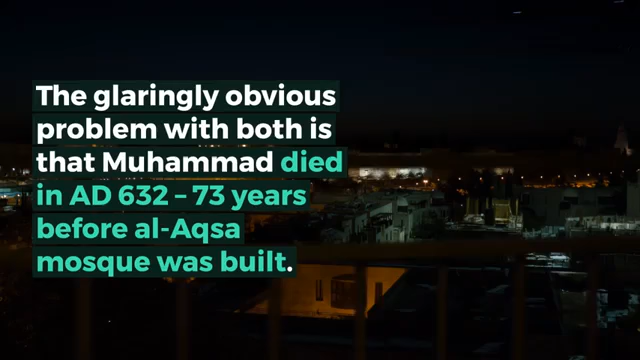 The glaringly obvious
problem with both is
that Muhammad died
in AD 632 – 73 years
before al-Aqsa
mosque was built.